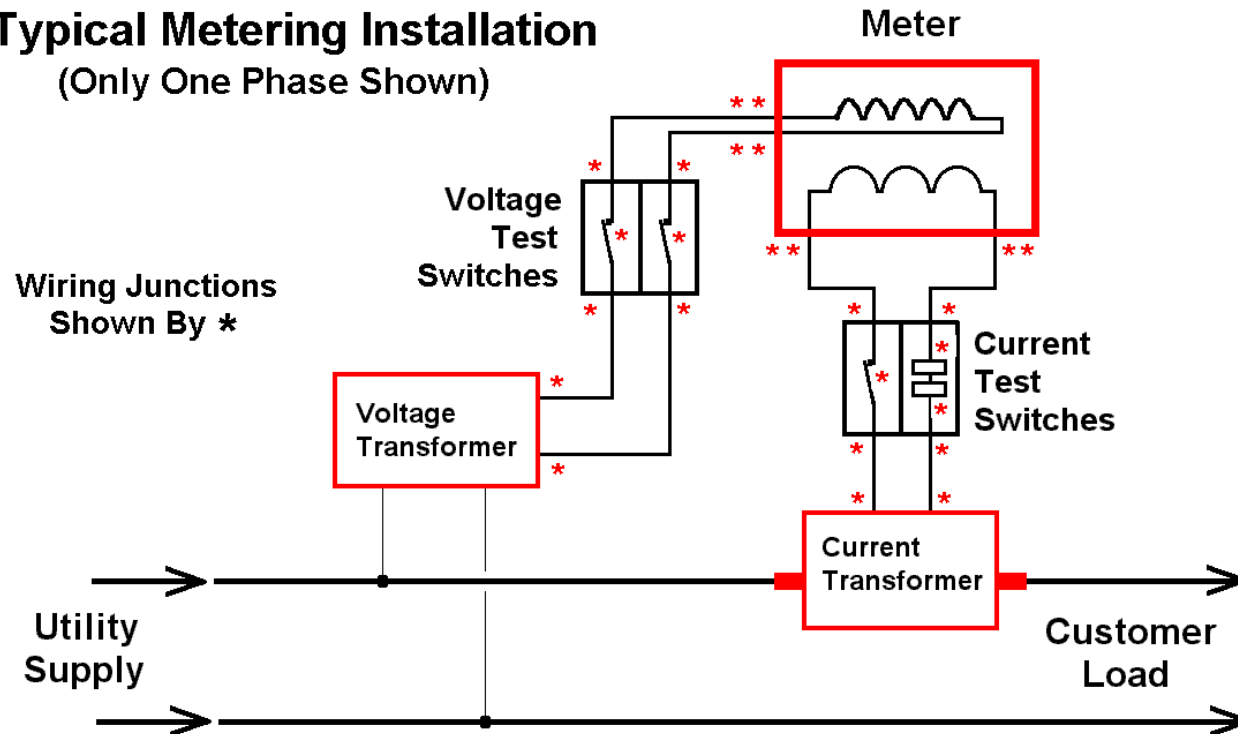 Typical Metering Installation
(Only One Phase Shown)
Meter
* *
* *
* *
Voltage
Test
Switches
* *
* *
* *
* *
Wiring Junctions
Shown By *
* *
*
* *
*
* *
* *
Current
Test
Switches
*
*
Voltage
Transformer
Current
Transformer
Utility
Supply
Customer
Load